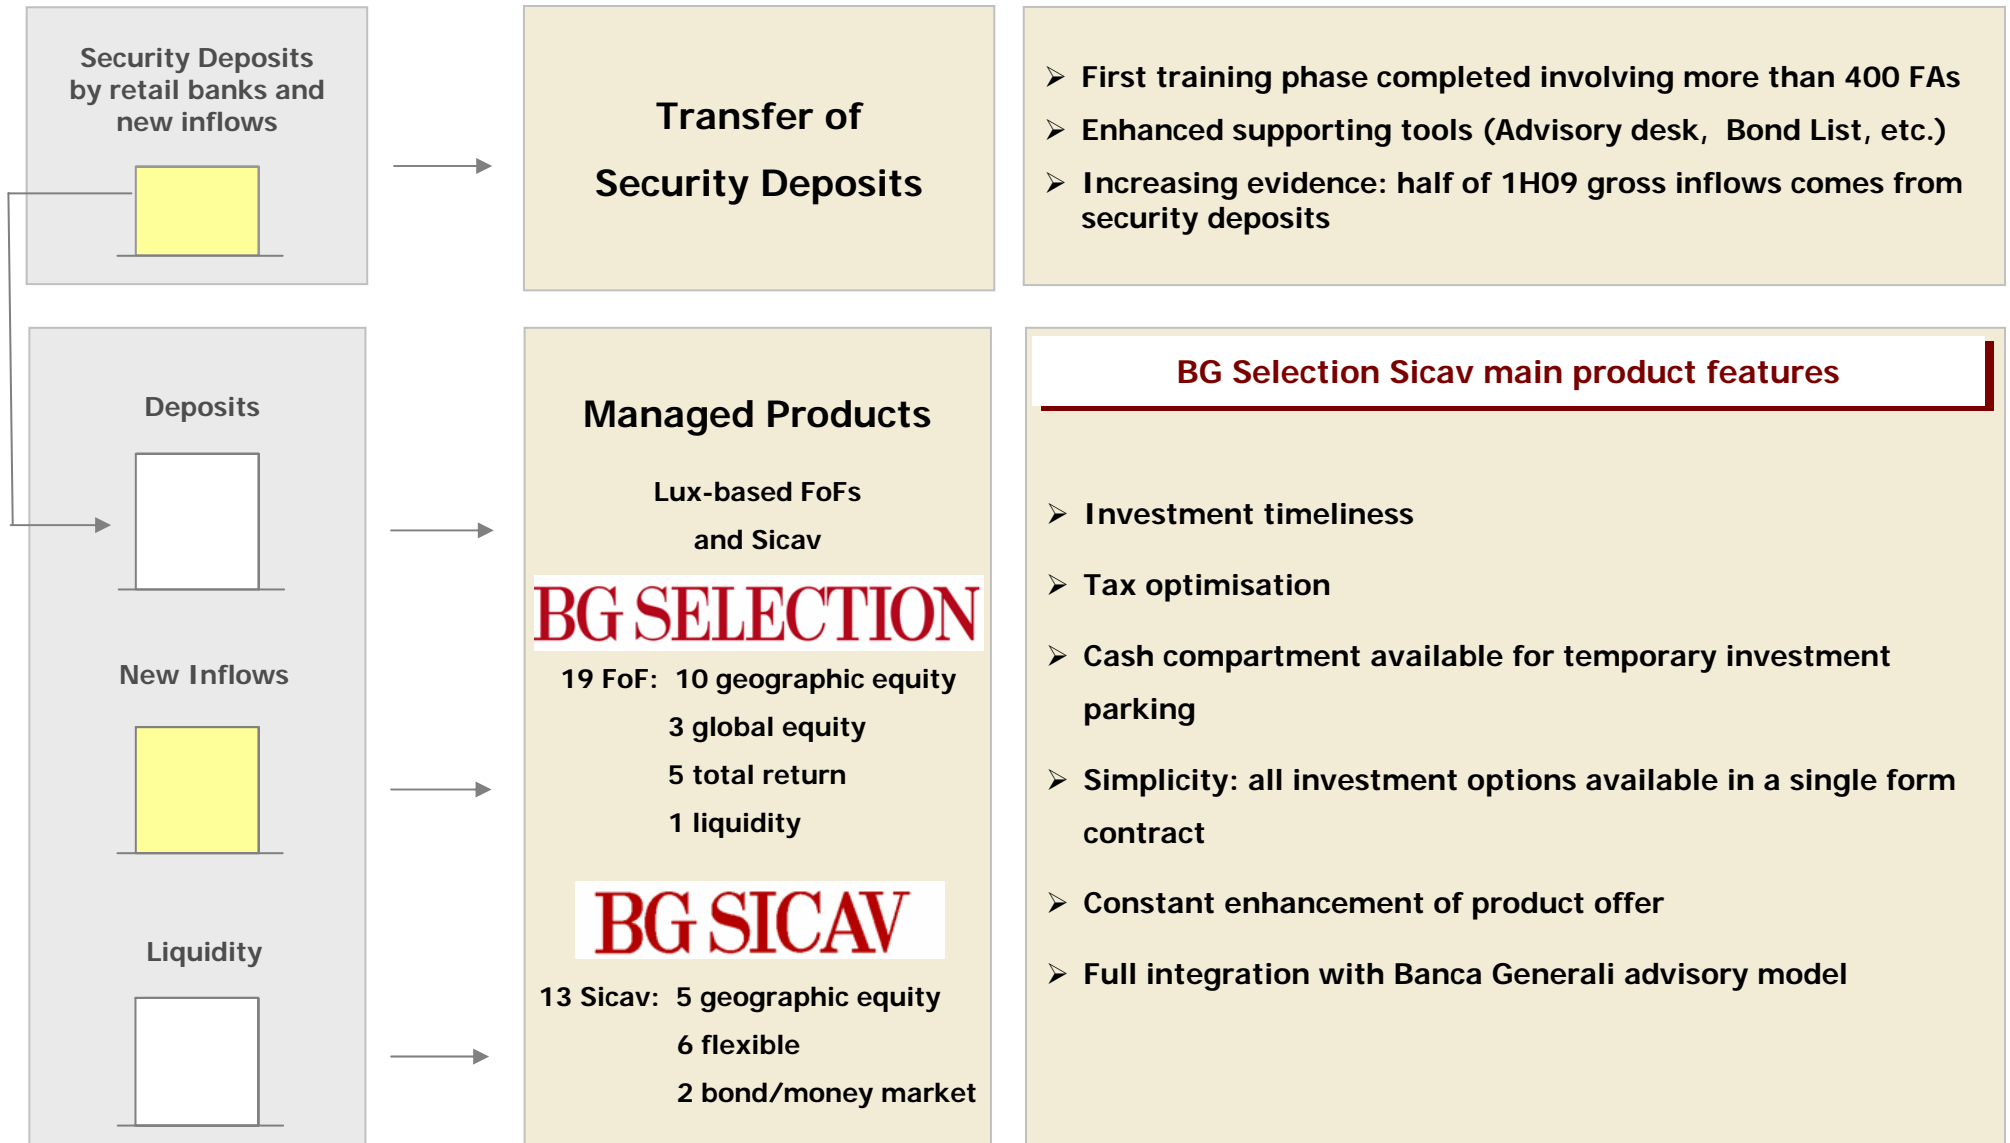 Security Deposits
by retail banks and
new inflows
Transfer of
Security Deposits
➢ First training phase completed involving more than 400 FAs
➢ Enhanced supporting tools (Advisory desk, Bond List, etc.)
➢ Increasing evidence: half of 1H09 gross inflows comes from
security deposits
Deposits
New Inflows
Liquidity
Managed Products
Lux-based FoFs
and Sicav
BG SELECTION
19 FoF: 10 geographic equity
3 global equity
5 total return
1 liquidity
BG SICAV
13 Sicav: 5 geographic equity
6 flexible
2 bond/money market
BG Selection Sicav main product features
➢ Investment timeliness
➢ Tax optimisation
➢ Cash compartment available for temporary investment
parking
➢ Simplicity: all investment options available in a single form
contract
➢ Constant enhancement of product offer
➢ Full integration with Banca Generali advisory model